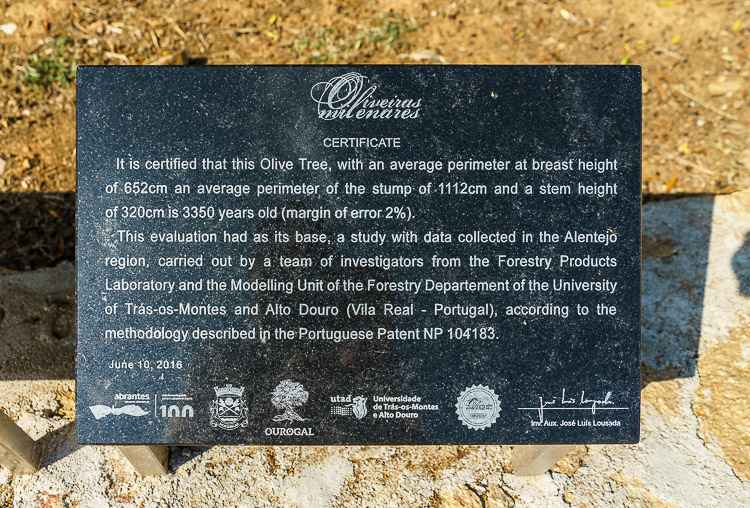 Oliveiras
milenares
CERTIFICATE
It is certified that this Olive Tree, with an average perimeter at breast height
of 652cm an average perimeter of the stump of 1112cm and a stem height
of 320cm is 3350 years old (margin of error 2%).
This evaluation had as its base, a study with data collected in the Alentejo
region, carried out by a team of investigators from the Forestry Products
Laboratory and the Modelling Unit of the Forestry Departement of the University
of Trás-os-Montes and Alto Douro (Vila Real - Portugal), according to the
methodology described in the Portuguese Patent NP 104183.
June 10, 2016
abrantes
100
OUROGAL
utad
Universidade
de Trás-os-Montes
e Alto Douro
Inv. Aux. José Luís Lousada